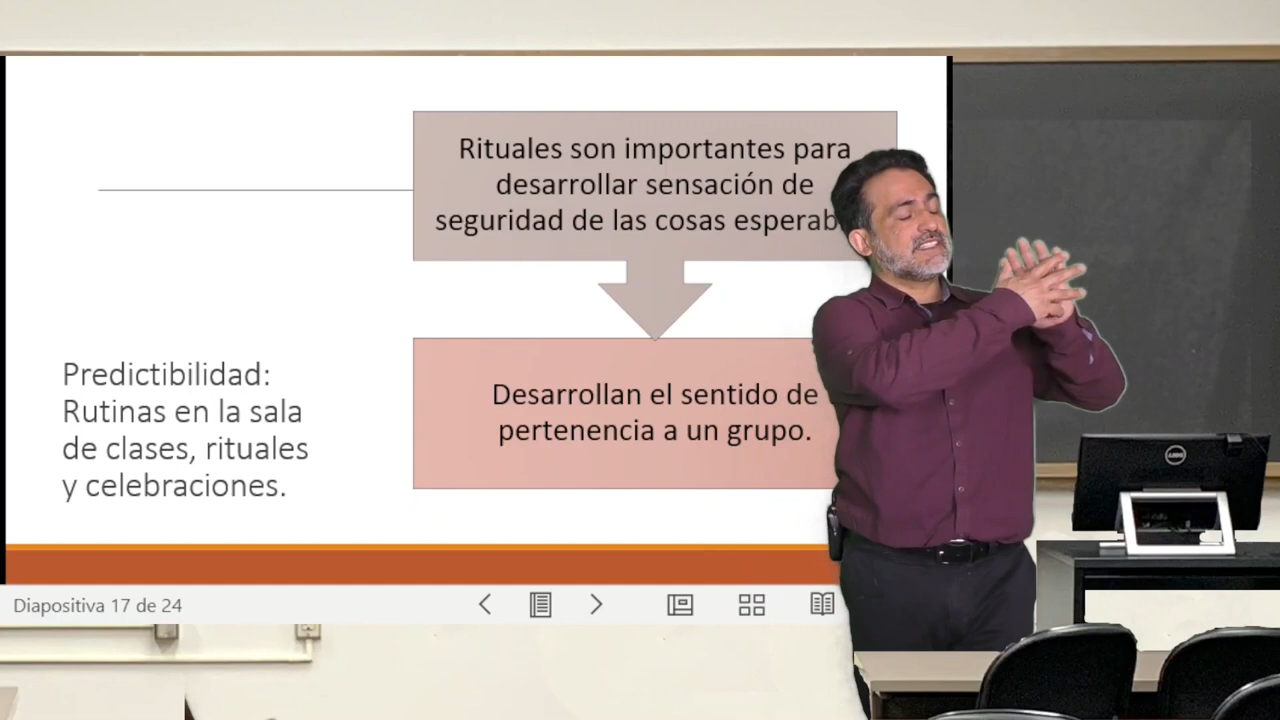 Rituales son importantes para
desarrollar sensación de
seguridad de las cosas
Desarrollan el sentido de
pertenencia a un grupo.
Predictibilidad:
Rutinas en la sala
de clases, rituales
y celebraciones.
Diapositiva 17 de 24